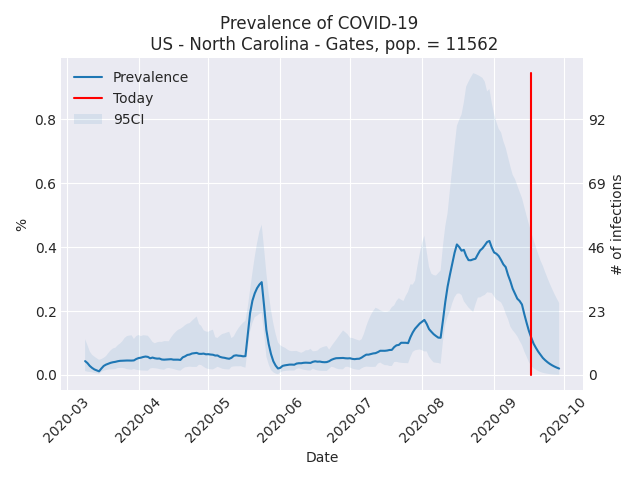 Prevalence of COVID-19
US - North Carolina - Gates, pop. = 11562
Prevalence
Today
95CI
%
0.8
0.6
0.4
0.2
0.0
92
69
46
23
0
# of infections
2020-03
2020-04
2020-05
2020-06
2020-07
2020-08
2020-09
2020-10
Date